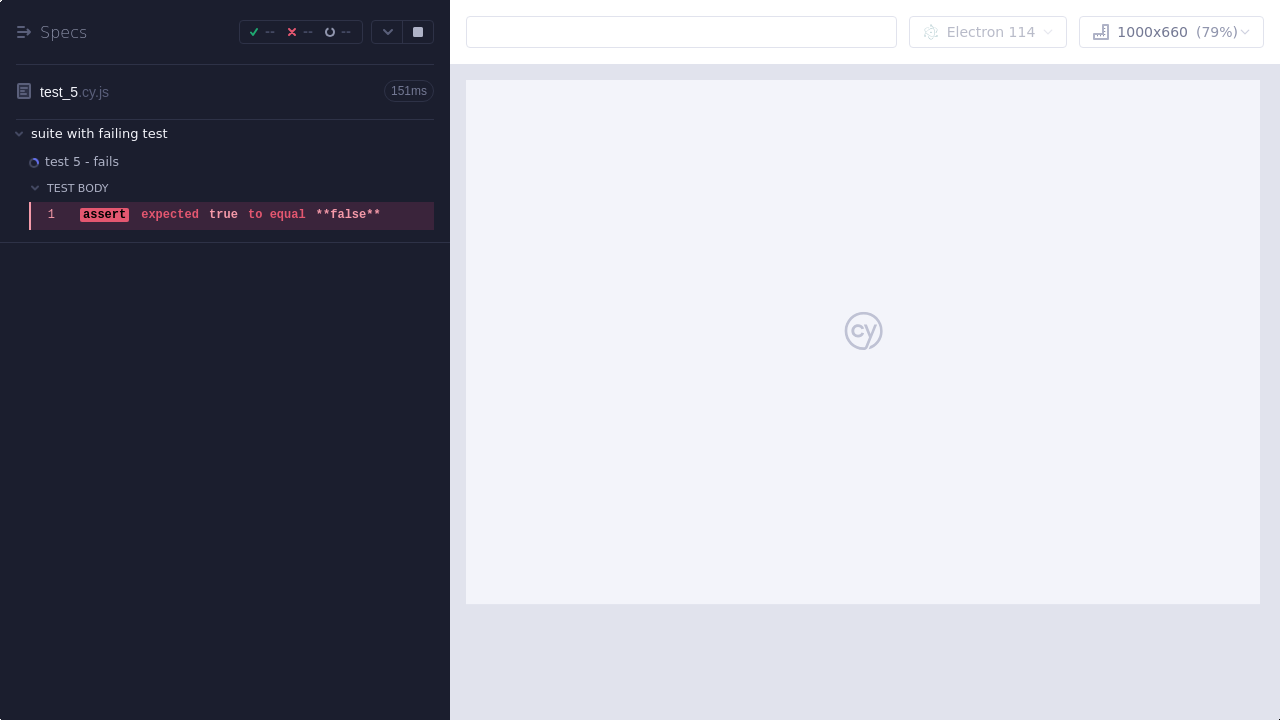 Specs -- -- --
test_5.cy.js 151ms
suite with failing test
test 5 - fails
TEST BODY
1 assert expected true to equal **false**
Electron 114 1000x660 (79%)
cy